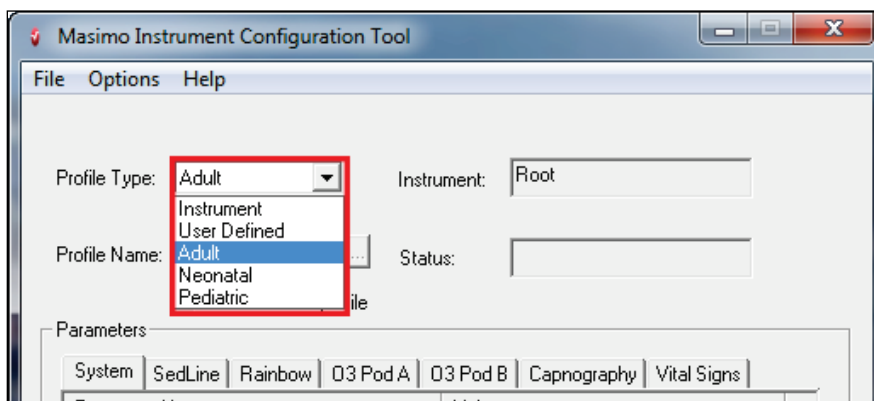 Masimo Instrument Configuration Tool
File Options Help
Profile Type: Adult Instrument: Root
Instrument
User Defined
Profile Name: Adult ... Status:
Neonatal
Pediatric
ile
Parameters
System SedLine Rainbow O3 Pod A O3 Pod B Capnography Vital Signs